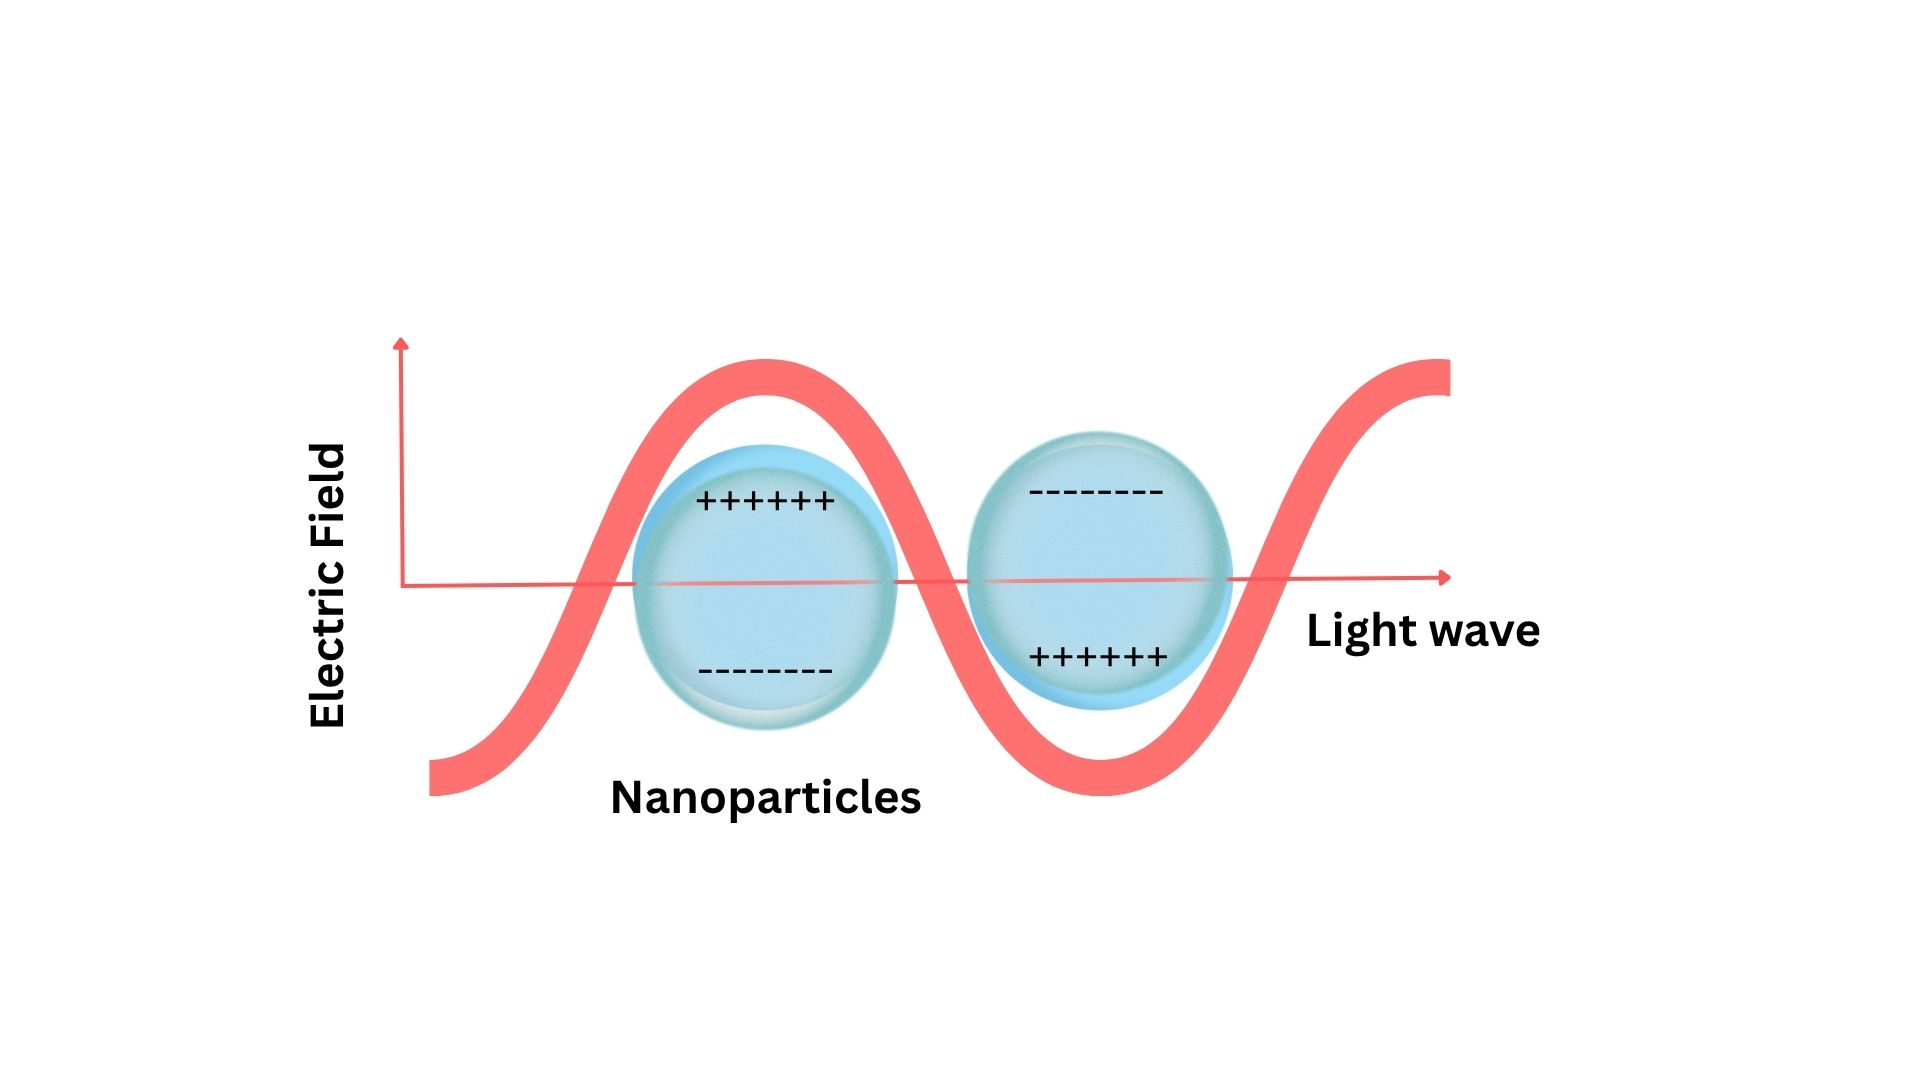 Electric Field
++++++
--------
--------
++++++
Light wave
Nanoparticles